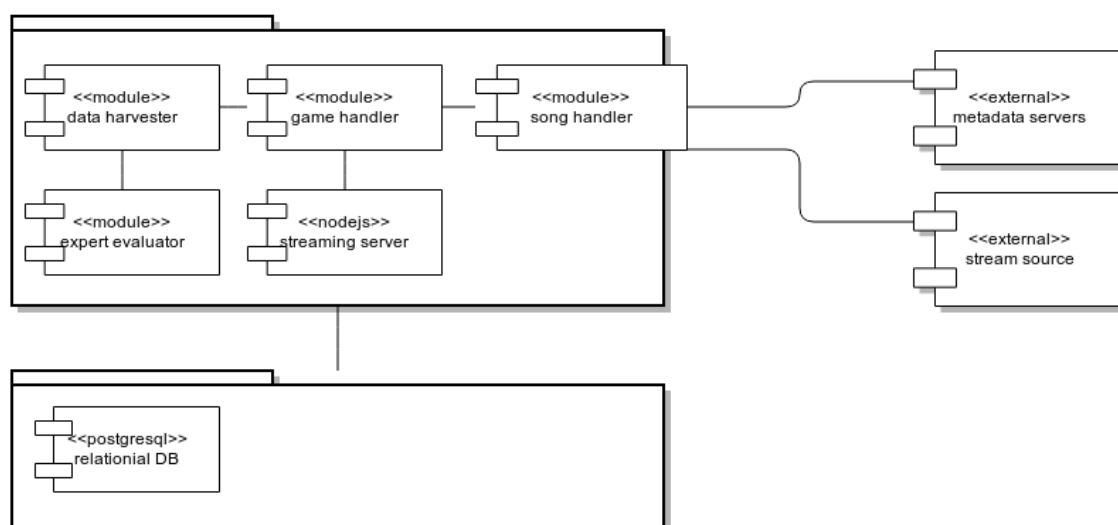 <<module>>
data harvester
<<module>>
game handler
<<module>>
song handler
<<external>>
metadata servers
<<module>>
expert evaluator
<<nodejs>>
streaming server
<<external>>
stream source
<<postgresql>>
relationial DB